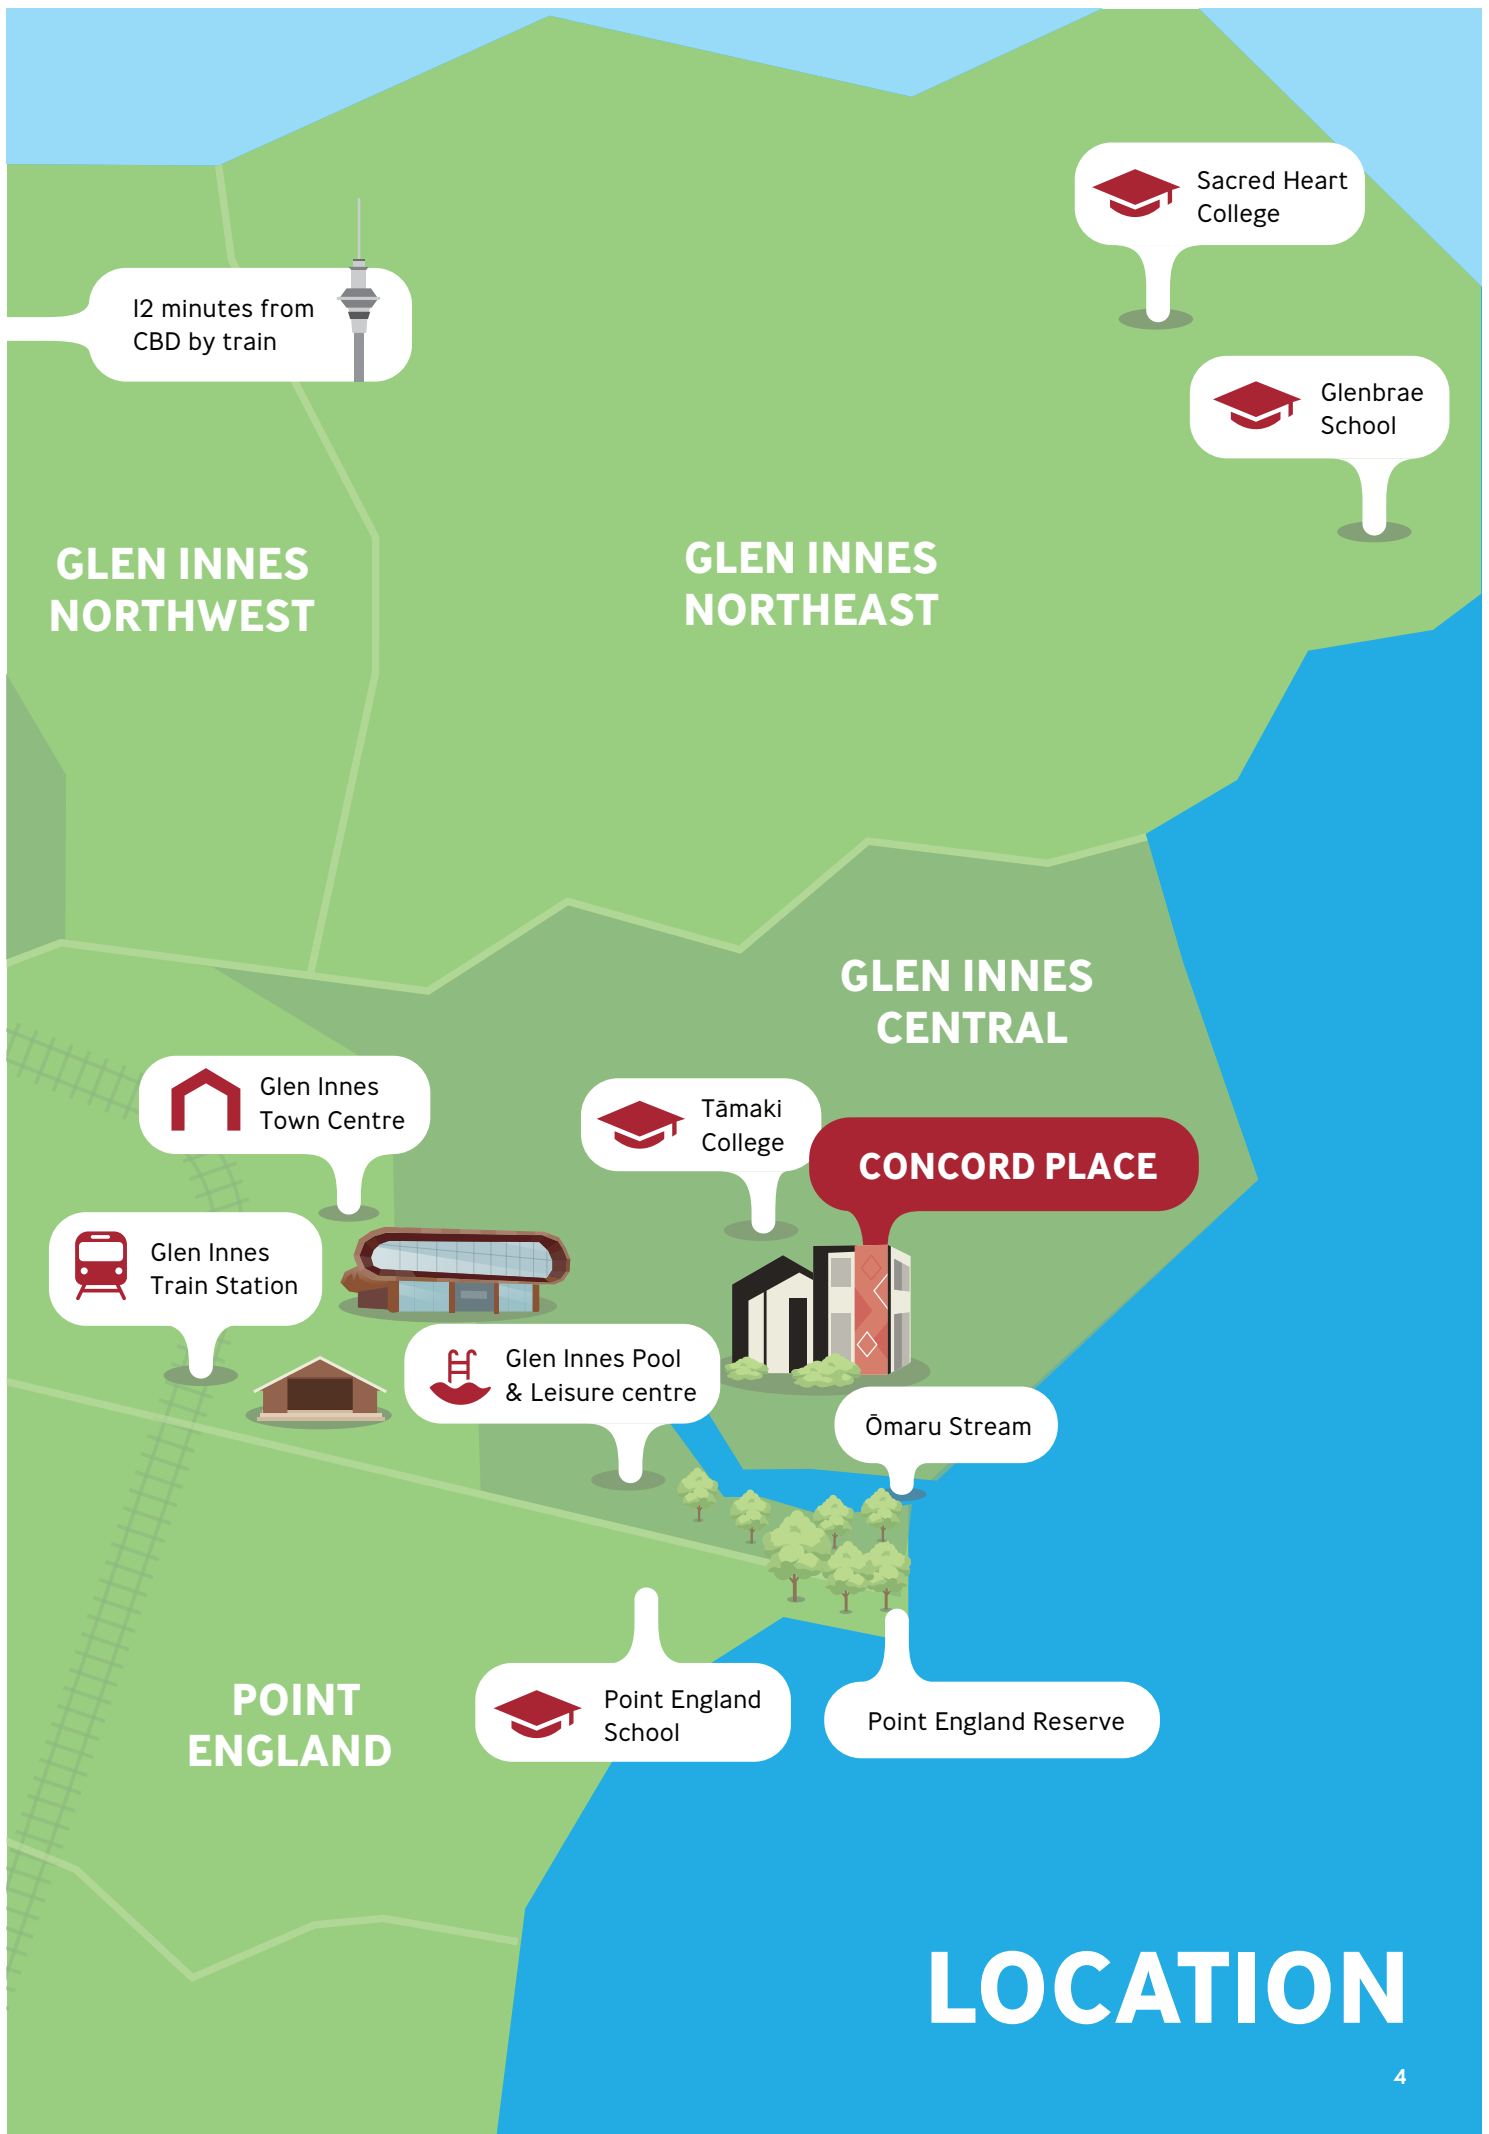 Sacred Heart
College
12 minutes from
CBD by train
Glenbrae
School
GLEN INNES
NORTHWEST
GLEN INNES
NORTHEAST
GLEN INNES
CENTRAL
Glen Innes
Town Centre
Tāmaki
College
CONCORD PLACE
Glen Innes
Train Station
Glen Innes Pool
& Leisure centre
Ōmaru Stream
POINT
ENGLAND
Point England
School
Point England Reserve
LOCATION
4